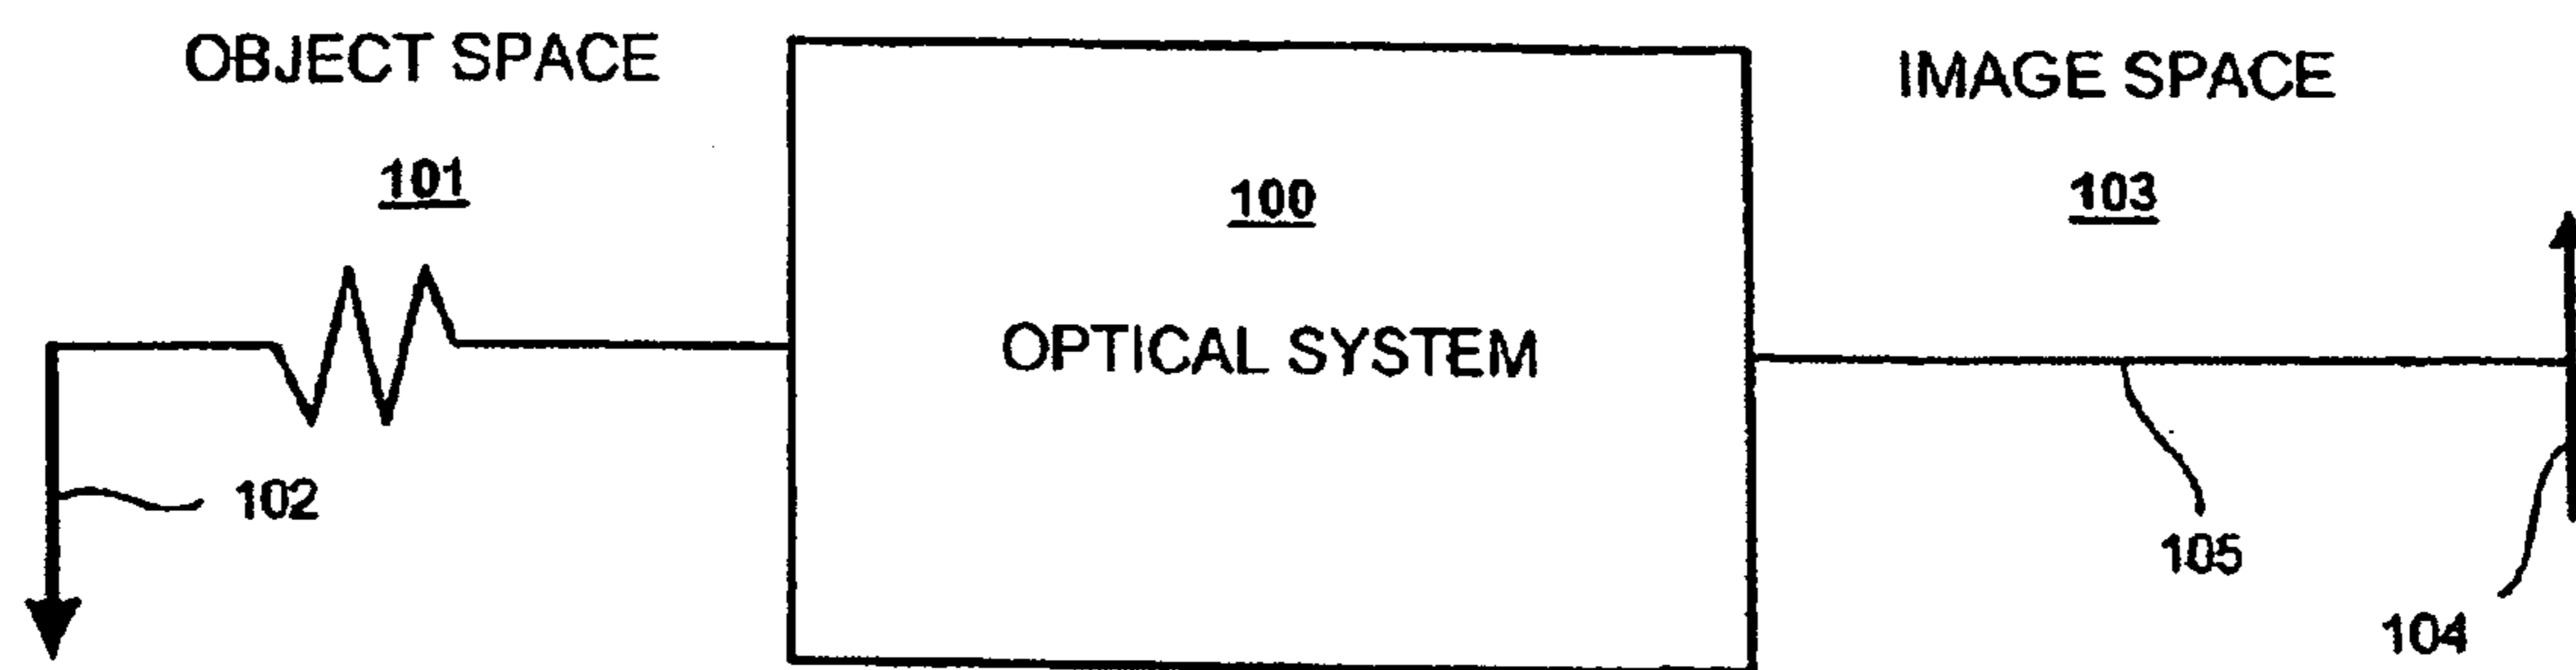 OBJECT SPACE
101
102
100
OPTICAL SYSTEM
IMAGE SPACE
103
105
104